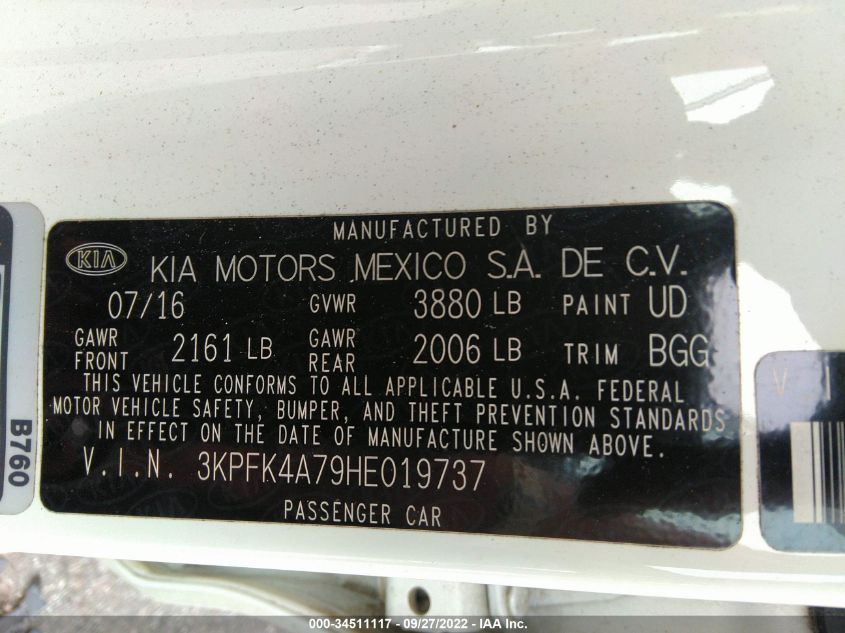 MANUFACTURED BY
KIA KIA MOTORS MEXICO S.A. DE C.V.
07/16 GVWR 3880 LB PAINT UD
GAWR FRONT 2161 LB GAWR REAR 2006 LB TRIM BGG
THIS VEHICLE CONFORMS TO ALL APPLICABLE U.S.A. FEDERAL
MOTOR VEHICLE SAFETY, BUMPER, AND THEFT PREVENTION STANDARDS
IN EFFECT ON THE DATE OF MANUFACTURE SHOWN ABOVE.
V.I.N. 3KPFK4A79HE019737
PASSENGER CAR
B760
V I
000-34511117 - 09/27/2022 - IAA Inc.